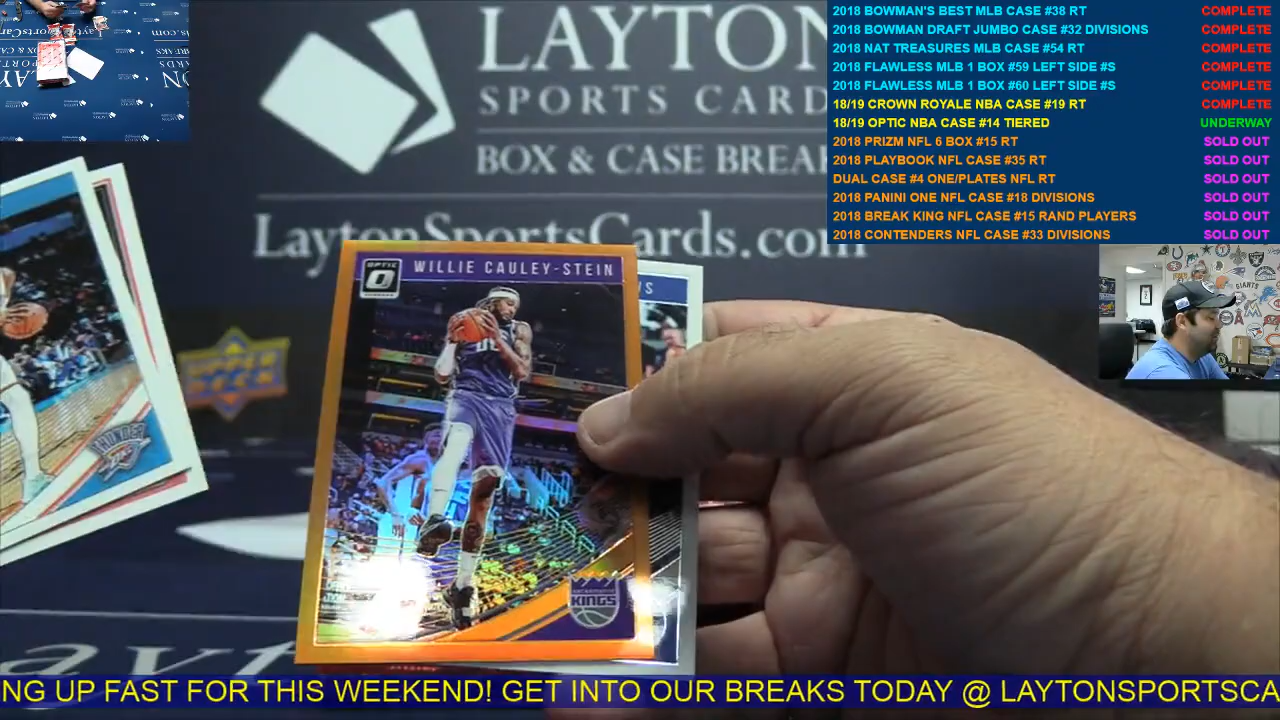 LAYTON
SPORTS CARD
BOX & CASE BREA
LaytonSportsCards.com
2018 BOWMAN'S BEST MLB CASE #38 RT COMPLETE
2018 BOWMAN DRAFT JUMBO CASE #32 DIVISIONS COMPLETE
2018 NAT TREASURES MLB CASE #54 RT COMPLETE
2018 FLAWLESS MLB 1 BOX #59 LEFT SIDE #S COMPLETE
2018 FLAWLESS MLB 1 BOX #60 LEFT SIDE #S COMPLETE
18/19 CROWN ROYALE NBA CASE #19 RT COMPLETE
18/19 OPTIC NBA CASE #14 TIERED UNDERWAY
2018 PRIZM NFL 6 BOX #15 RT SOLD OUT
2018 PLAYBOOK NFL CASE #35 RT SOLD OUT
DUAL CASE #4 ONE/PLATES NFL RT SOLD OUT
2018 PANINI ONE NFL CASE #18 DIVISIONS SOLD OUT
2018 BREAK KING NFL CASE #15 RAND PLAYERS SOLD OUT
2018 CONTENDERS NFL CASE #33 DIVISIONS SOLD OUT
OPTIC
WILLIE CAULEY-STEIN
WS
KINGS
THUNDER
GIANTS
NG UP FAST FOR THIS WEEKEND! GET INTO OUR BREAKS TODAY @ LAYTONSPORTSCA